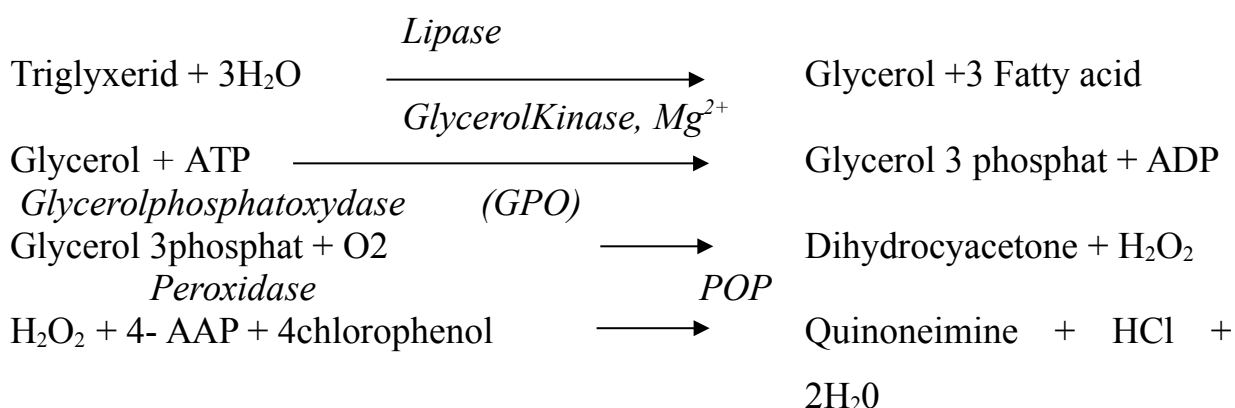 Lipase
Triglyxerid + 3H₂O Glycerol +3 Fatty acid
GlycerolKinase, Mg²⁺
Glycerol + ATP Glycerol 3 phosphat + ADP
Glycerolphosphatoxydase (GPO)
Glycerol 3phosphat + O2 Dihydrocyacetone + H₂O₂
Peroxidase POP
H₂O₂ + 4- AAP + 4chlorophenol Quinoneimine + HCl +
2H₂0